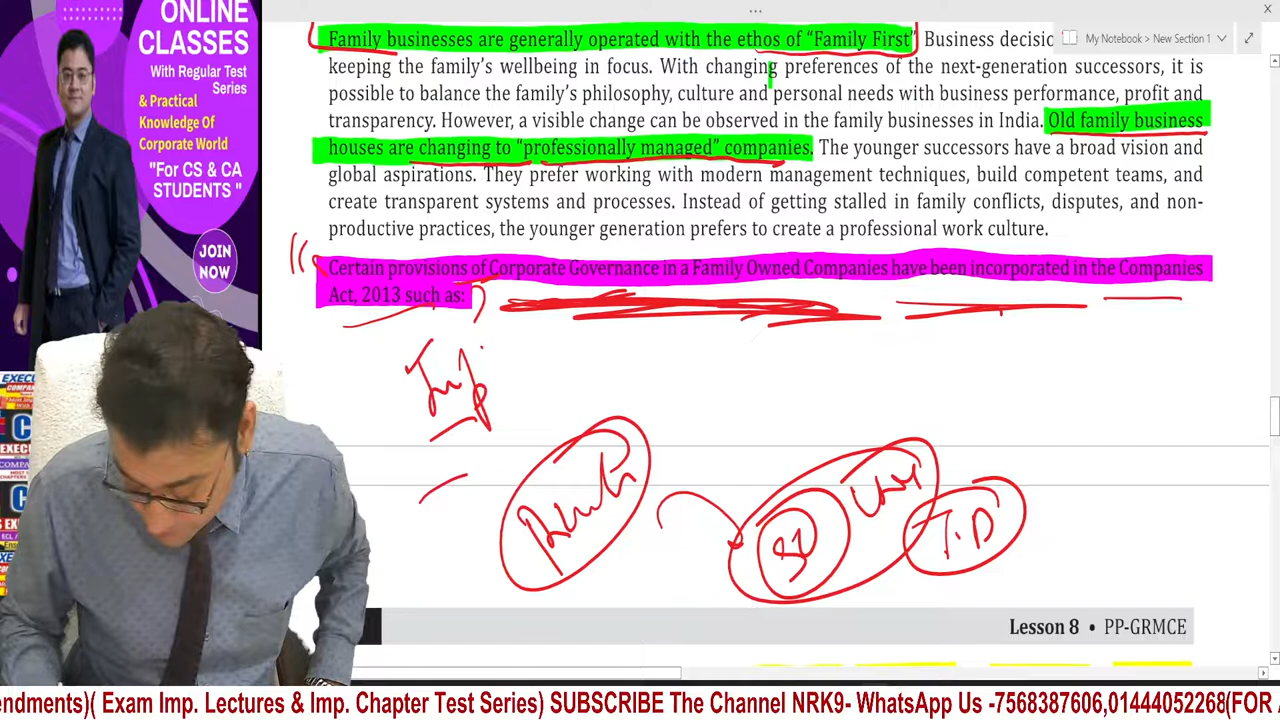 ONLINE
CLASSES
With Regular Test
Series
& Practical
Knowledge Of
Corporate World
"For CS & CA
STUDENTS "
JOIN
NOW
My Notebook > New Section 1
Family businesses are generally operated with the ethos of “Family First” Business decisio
keeping the family’s wellbeing in focus. With changing preferences of the next-generation successors, it is
possible to balance the family’s philosophy, culture and personal needs with business performance, profit and
transparency. However, a visible change can be observed in the family businesses in India. Old family business
houses are changing to “professionally managed” companies. The younger successors have a broad vision and
global aspirations. They prefer working with modern management techniques, build competent teams, and
create transparent systems and processes. Instead of getting stalled in family conflicts, disputes, and non-
productive practices, the younger generation prefers to create a professional work culture.
Certain provisions of Corporate Governance in a Family Owned Companies have been incorporated in the Companies
Act, 2013 such as:
Imp
I.D
Lesson 8 • PP-GRMCE
endments)( Exam Imp. Lectures & Imp. Chapter Test Series) SUBSCRIBE The Channel NRK9- WhatsApp Us -7568387606,01444052268(FOR A